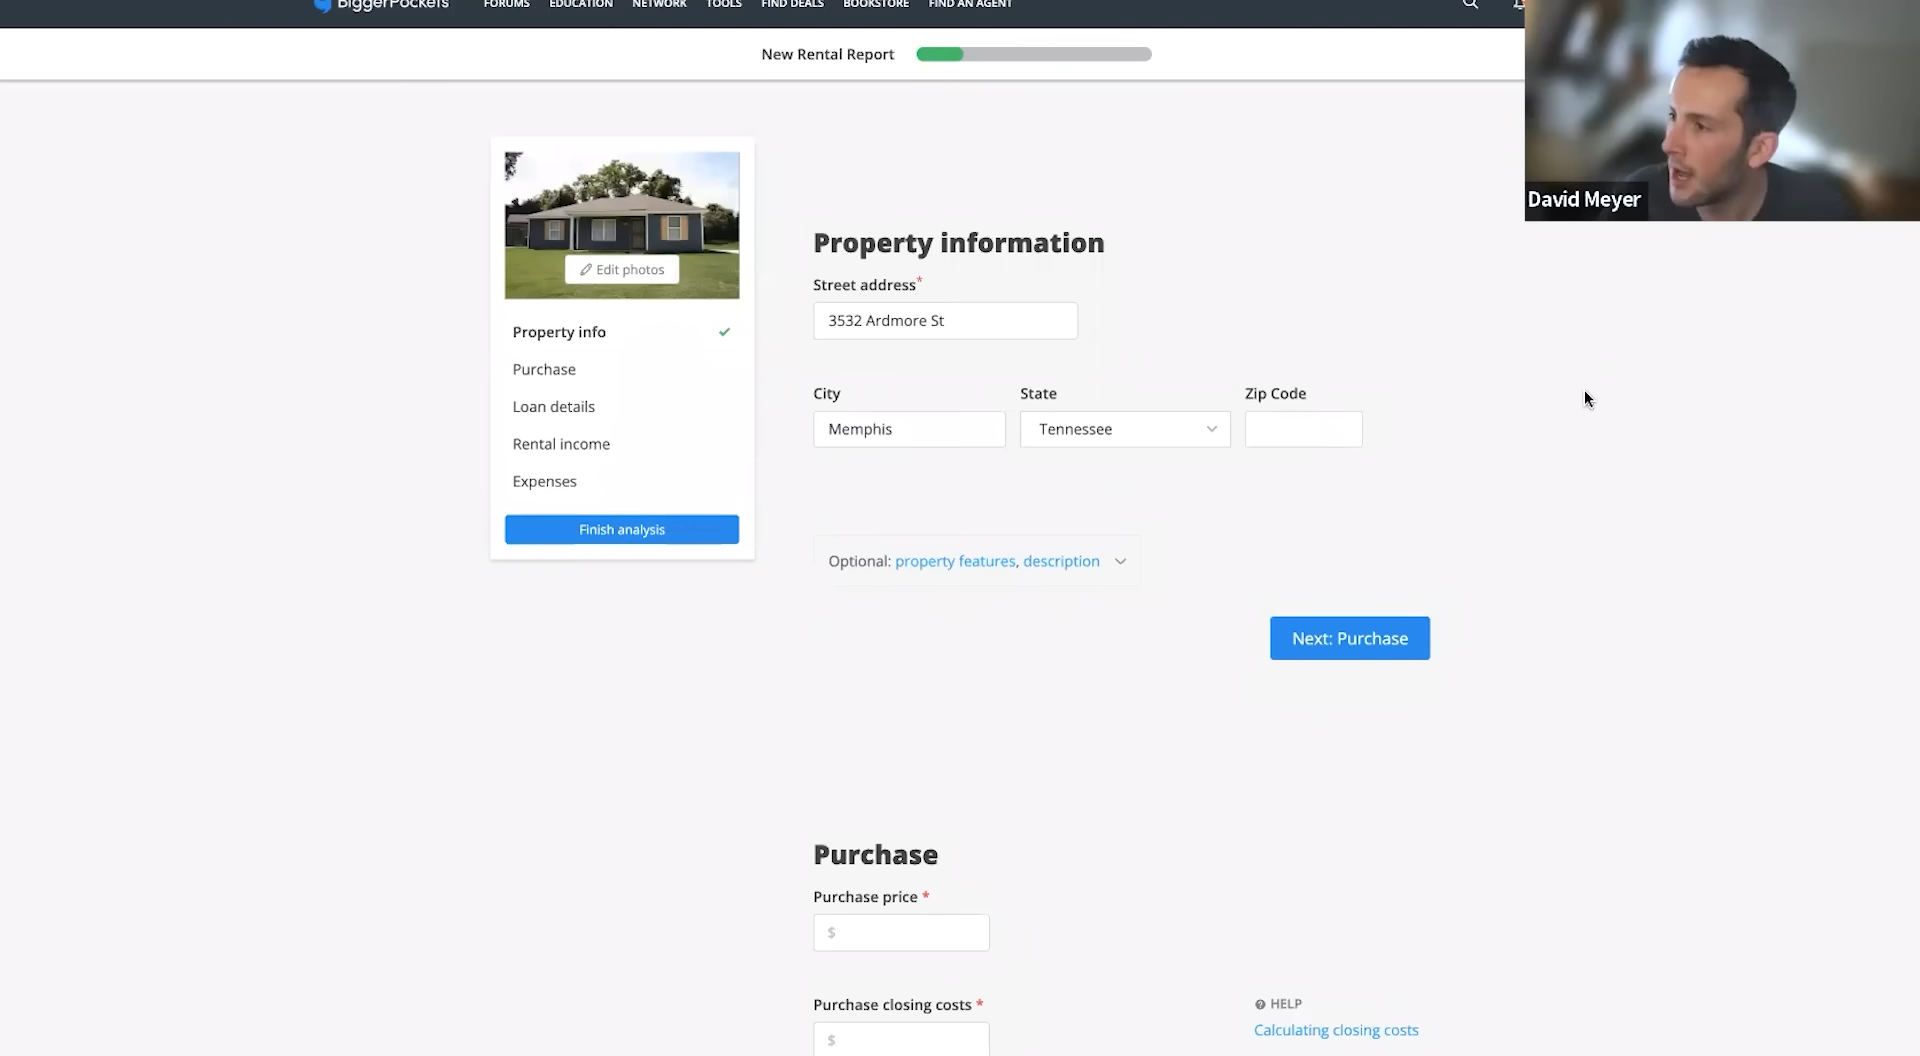 BiggerPockets FORUMS EDUCATION NETWORK TOOLS FIND DEALS BOOKSTORE FIND AN AGENT
New Rental Report
David Meyer
Edit photos
Property info
Purchase
Loan details
Rental income
Expenses
Finish analysis
Property information
Street address*
3532 Ardmore St
City State Zip Code
Memphis Tennessee
Optional: property features, description
Next: Purchase
Purchase
Purchase price *
$
Purchase closing costs *
$
HELP
Calculating closing costs